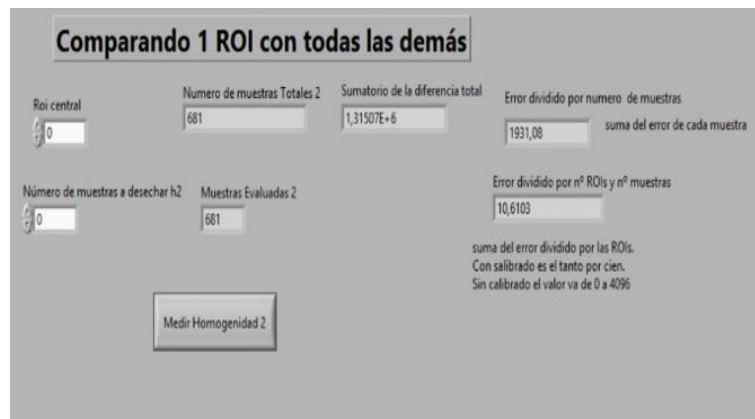 Comparando 1 ROI con todas las demás
Roi central
0
Numero de muestras Totales 2
681
Sumatorio de la diferencia total
1,31507E+6
Error dividido por numero de muestras
1931,08
suma del error de cada muestra
Número de muestras a desechar h2
0
Muestras Evaluadas 2
681
Error dividido por nº ROIs y nº muestras
10,6103
suma del error dividido por las ROIs.
Con salibrado es el tanto por cien.
Sin calibrado el valor va de 0 a 4096
Medir Homogenidad 2